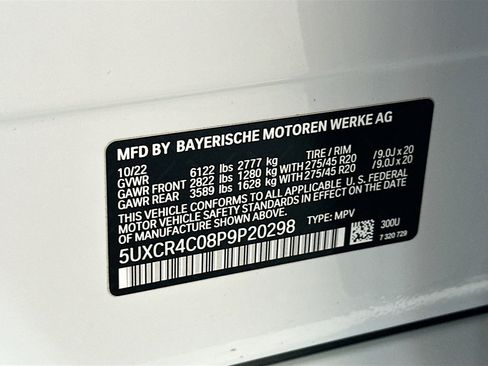 MFD BY BAYERISCHE MOTOREN WERKE AG
10/22 TIRE / RIM
GVWR 6122 lbs 2777 kg
GAWR FRONT 2822 lbs 1280 kg WITH 275/45 R20 / 9.0J x 20
GAWR REAR 3589 lbs 1628 kg WITH 275/45 R20 / 9.0J x 20
THIS VEHICLE CONFORMS TO ALL APPLICABLE U.S. FEDERAL
MOTOR VEHICLE SAFETY STANDARDS IN EFFECT ON THE DATE
OF MANUFACTURE SHOWN ABOVE.
5UXCR4C08P9P20298 TYPE: MPV
300U
7 320 729